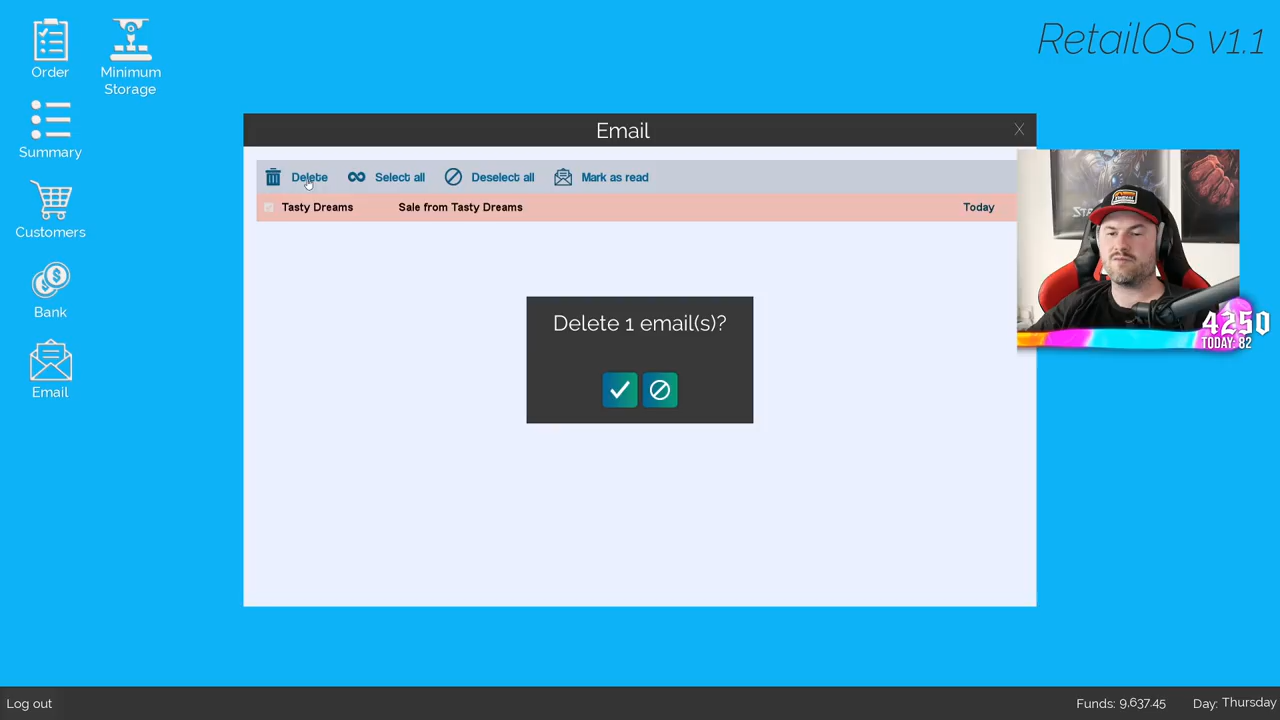 RetailOS v1.1
Order
Minimum
Storage
Summary
Customers
Bank
Email
Email
X
Delete
Select all
Deselect all
Mark as read
Tasty Dreams
Sale from Tasty Dreams
Today
Delete 1 email(s)?
4250
TODAY: 82
Log out
Funds: 9,637.45
Day: Thursday